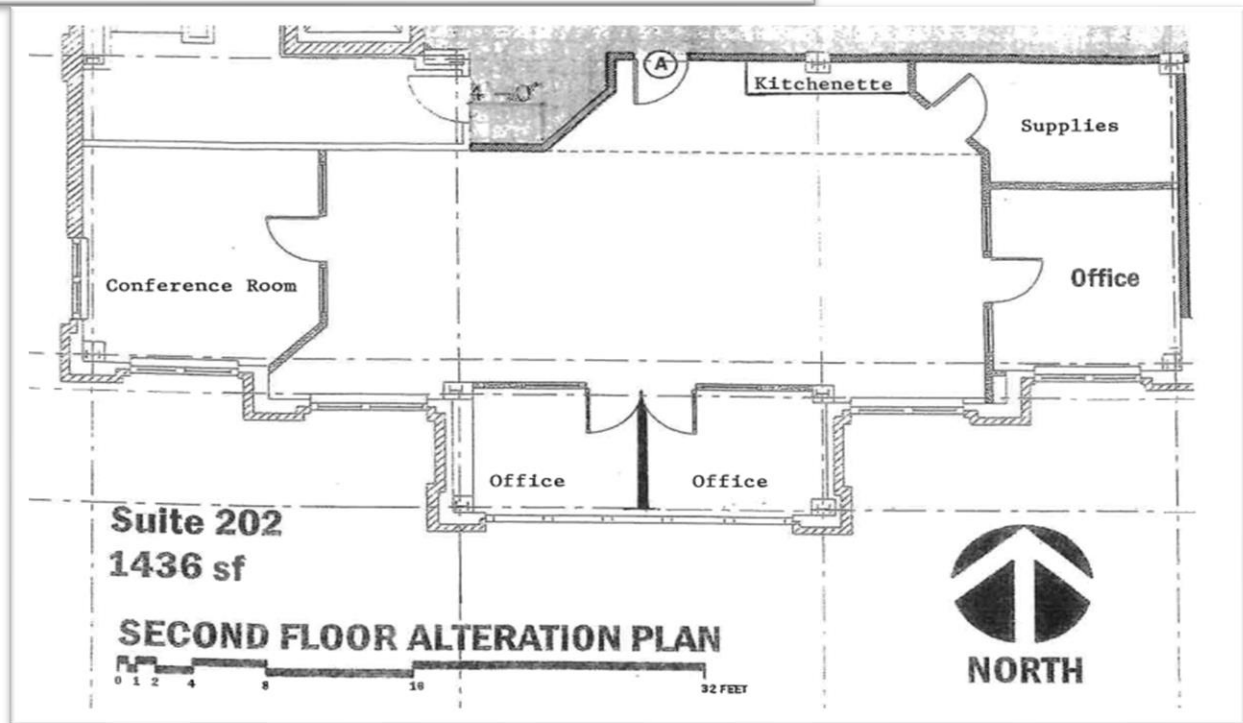 A
Kitchenette
4'-0"
Supplies
Conference Room
Office
Office
Office
Suite 202
1436 sf
SECOND FLOOR ALTERATION PLAN
0 1 2 4 8 16 32 FEET
NORTH